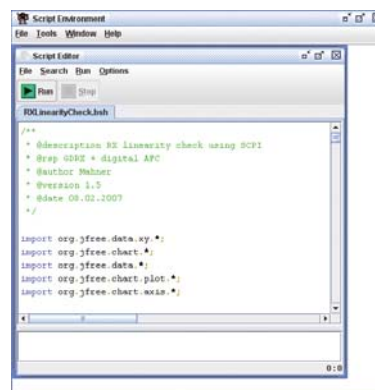 Script Environment
File Tools Window Help
Script Editor
File Search Run Options
Run Stop
RXLinearityCheck.bsh
/**
* @description RX linearity check using SCPI
* @rsp GDRX + digital AFC
* @author Mahner
* @version 1.5
* @date 08.02.2007
*/
import org.jfree.data.xy.*;
import org.jfree.chart.*;
import org.jfree.data.*;
import org.jfree.chart.plot.*;
import org.jfree.chart.axis.*;
0:0